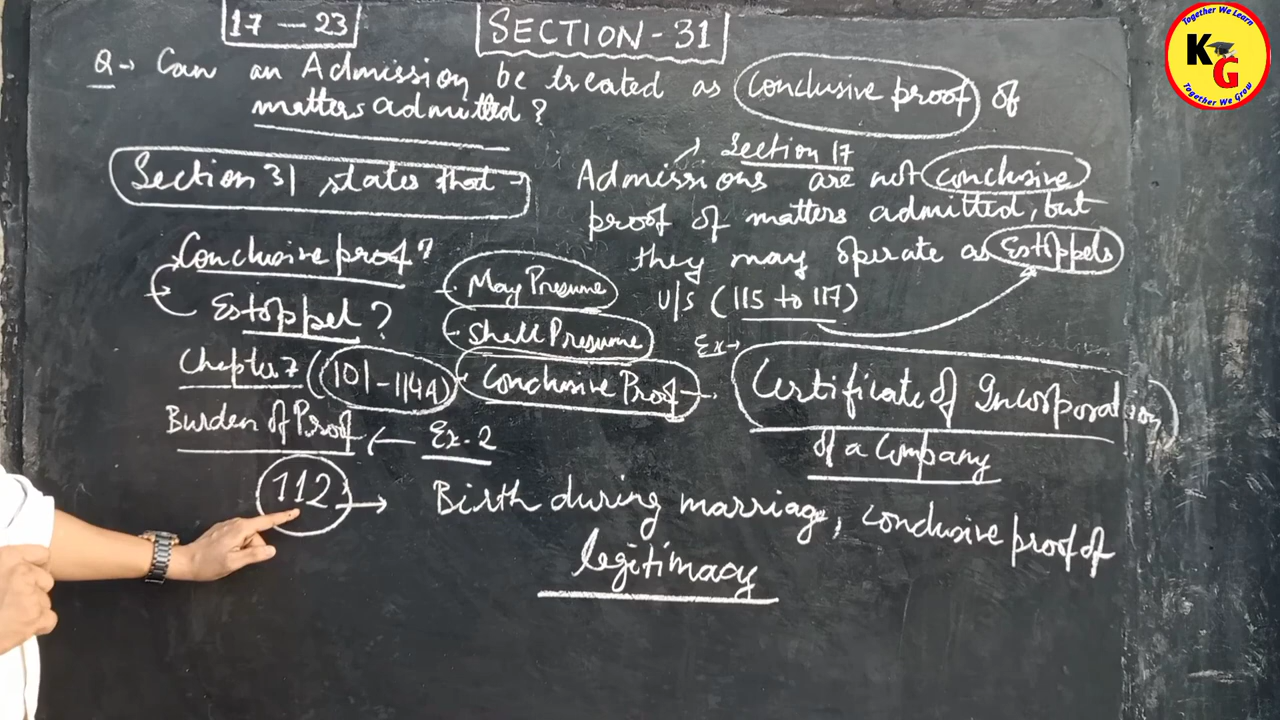 17 — 23
SECTION - 31
Together We Learn
KG
Together We Grow
Q → Can an Admission be treated as conclusive proof of
matters admitted?
Section 31 states that →
Section 17
Admissions are not conclusive
proof of matters admitted, but
they may operate as Estoppels
U/S (115 to 117)
Conclusive proof?
Estoppel?
May Presume
Shall Presume
Chapter 7 (101 - 114A)
Conclusive Proof
Ex →
Certificate of Incorporation
of a Company
Burden of Proof ← Ex-2
112 → Birth during marriage, conclusive proof of
legitimacy